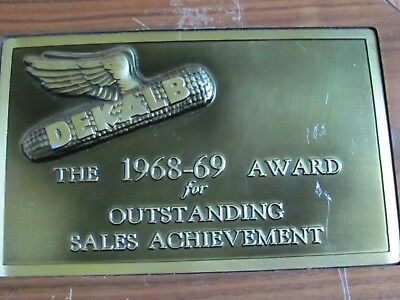 DEKALB
THE 1968-69 AWARD
for
OUTSTANDING
SALES ACHIEVEMENT